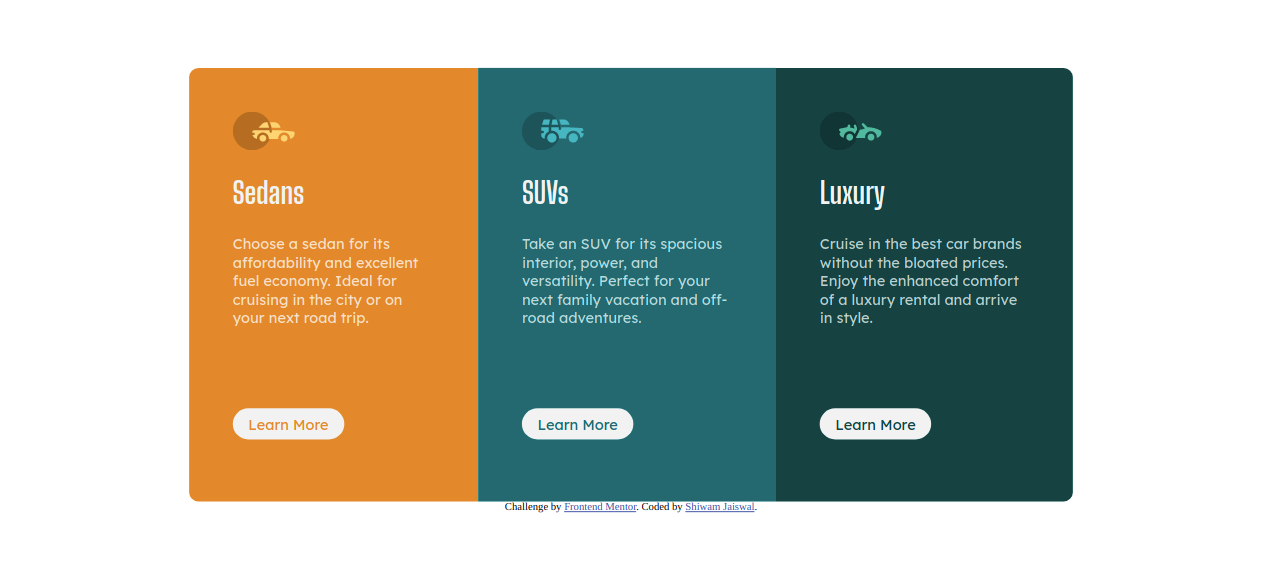 Sedans
Choose a sedan for its
affordability and excellent
fuel economy. Ideal for
cruising in the city or on
your next road trip.
Learn More
SUVs
Take an SUV for its spacious
interior, power, and
versatility. Perfect for your
next family vacation and off-
road adventures.
Learn More
Luxury
Cruise in the best car brands
without the bloated prices.
Enjoy the enhanced comfort
of a luxury rental and arrive
in style.
Learn More
Challenge by Frontend Mentor. Coded by Shiwam Jaiswal.